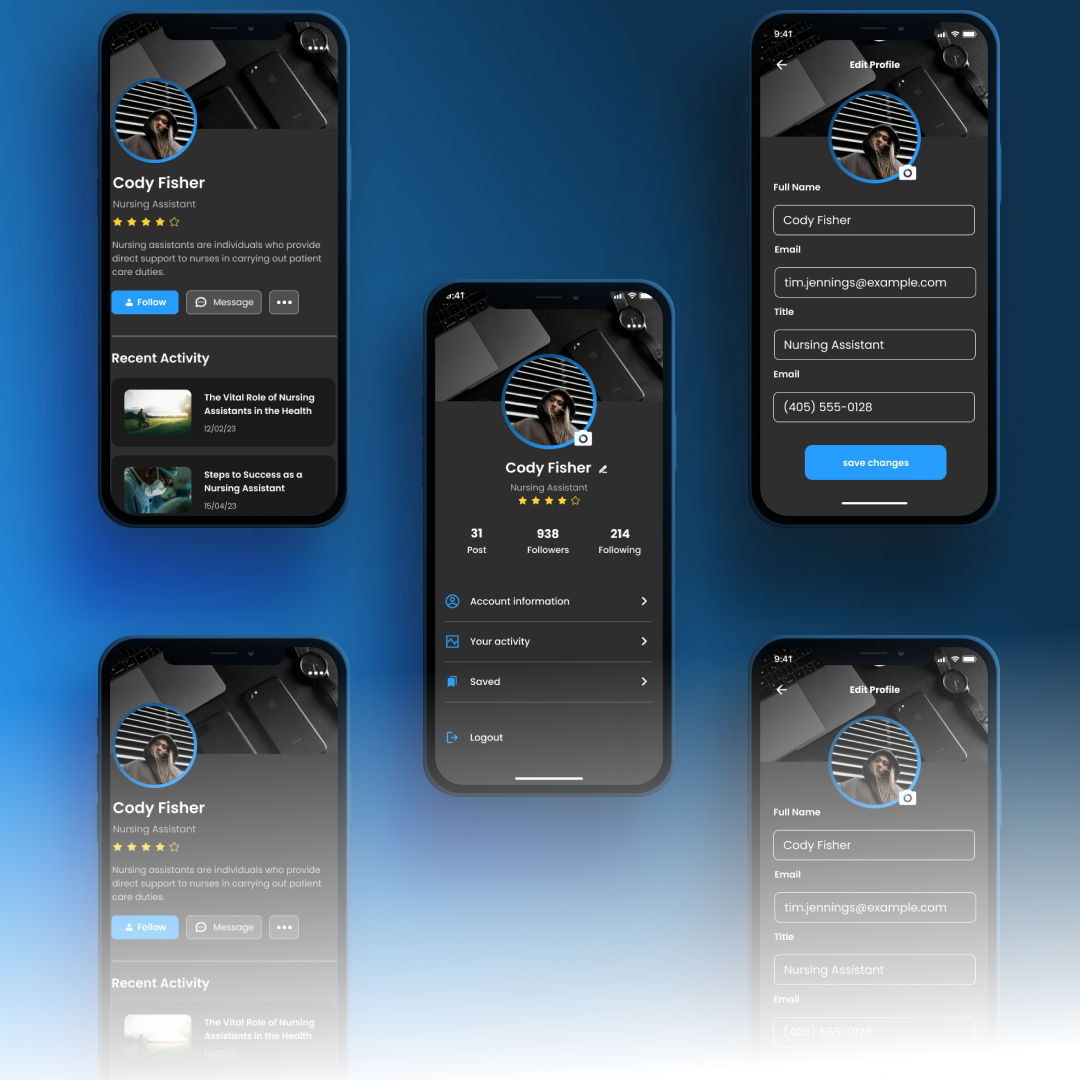 Cody Fisher
Nursing Assistant
Nursing assistants are individuals who provide
direct support to nurses in carrying out patient
care duties.
Follow
Message
Recent Activity
The Vital Role of Nursing
Assistants in the Health
12/02/23
Steps to Success as a
Nursing Assistant
15/04/23
9:41
Edit Profile
Full Name
Cody Fisher
Email
tim.jennings@example.com
Title
Nursing Assistant
Email
(405) 555-0128
save changes
9:41
Cody Fisher
Nursing Assistant
31
Post
938
Followers
214
Following
Account information
Your activity
Saved
Logout
Cody Fisher
Nursing Assistant
Nursing assistants are individuals who provide
direct support to nurses in carrying out patient
care duties.
Follow
Message
Recent Activity
The Vital Role of Nursing
Assistants in the Health
12/02/23
9:41
Edit Profile
Full Name
Cody Fisher
Email
tim.jennings@example.com
Title
Nursing Assistant
Email
(405) 555-0128